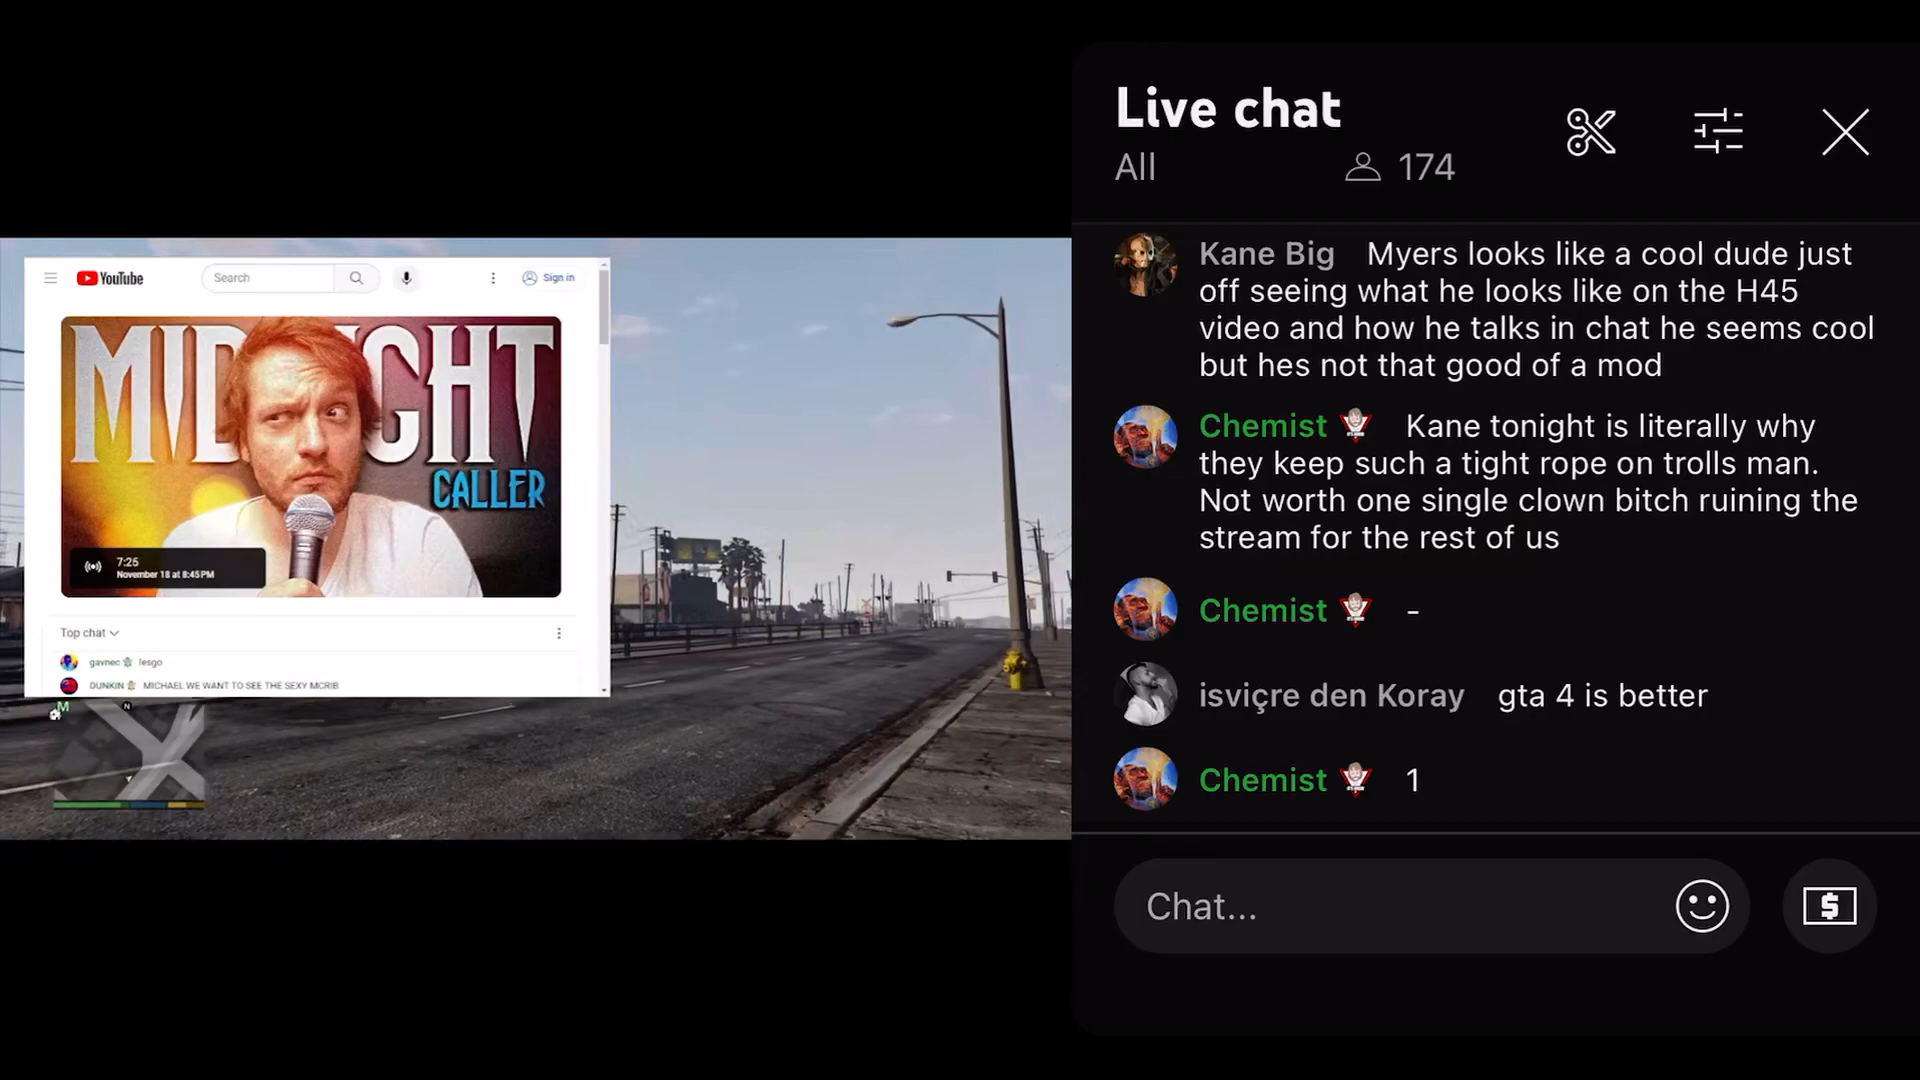 YouTube
Search
Sign in
MIDNIGHT
CALLER
7:25
November 18 at 8:45 PM
Top chat
gavnec lesgo
DUNKIN MICHAEL WE WANT TO SEE THE SEXY MCRIB
M
N
Live chat
All 174
Kane Big Myers looks like a cool dude just
off seeing what he looks like on the H45
video and how he talks in chat he seems cool
but hes not that good of a mod
Chemist Kane tonight is literally why
they keep such a tight rope on trolls man.
Not worth one single clown bitch ruining the
stream for the rest of us
Chemist -
isviçre den Koray gta 4 is better
Chemist 1
Chat...
$